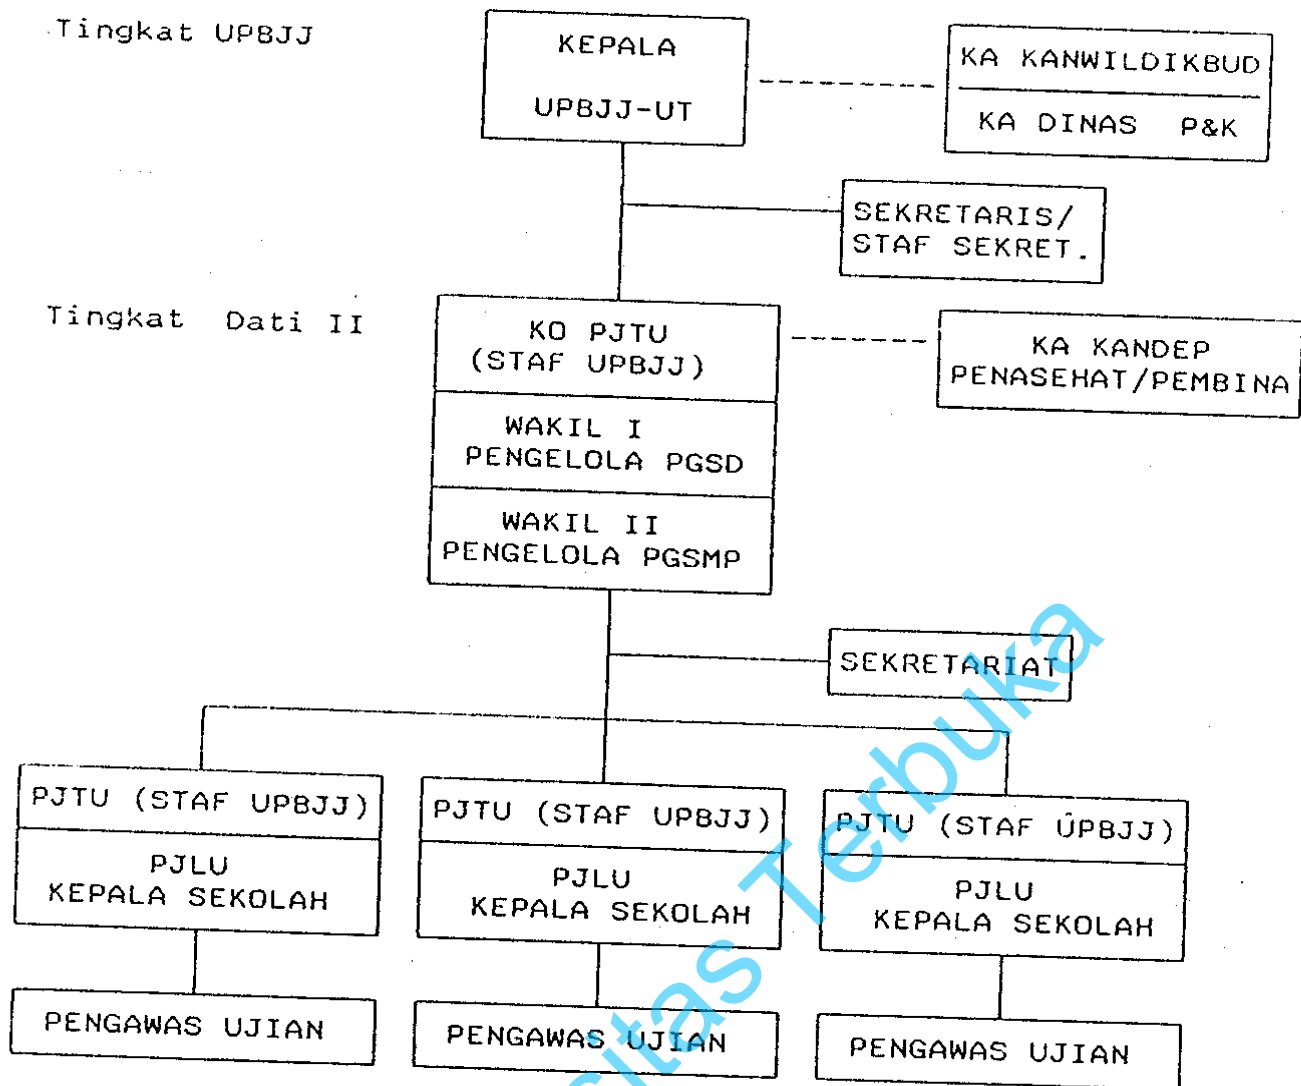 Tingkat UPBJJ
KEPALA
UPBJJ-UT
KA KANWILDIKBUD
KA DINAS P&K
SEKRETARIS/
STAF SEKRET.
Tingkat Dati II
KO PJTU
(STAF UPBJJ)
KA KANDEP
PENASEHAT/PEMBINA
WAKIL I
PENGELOLA PGSD
WAKIL II
PENGELOLA PGSMP
SEKRETARIAT
PJTU (STAF UPBJJ)
PJLU
KEPALA SEKOLAH
PENGAWAS UJIAN
PJTU (STAF UPBJJ)
PJLU
KEPALA SEKOLAH
PENGAWAS UJIAN
PJTU (STAF UPBJJ)
PJLU
KEPALA SEKOLAH
PENGAWAS UJIAN
sitas Terbuka